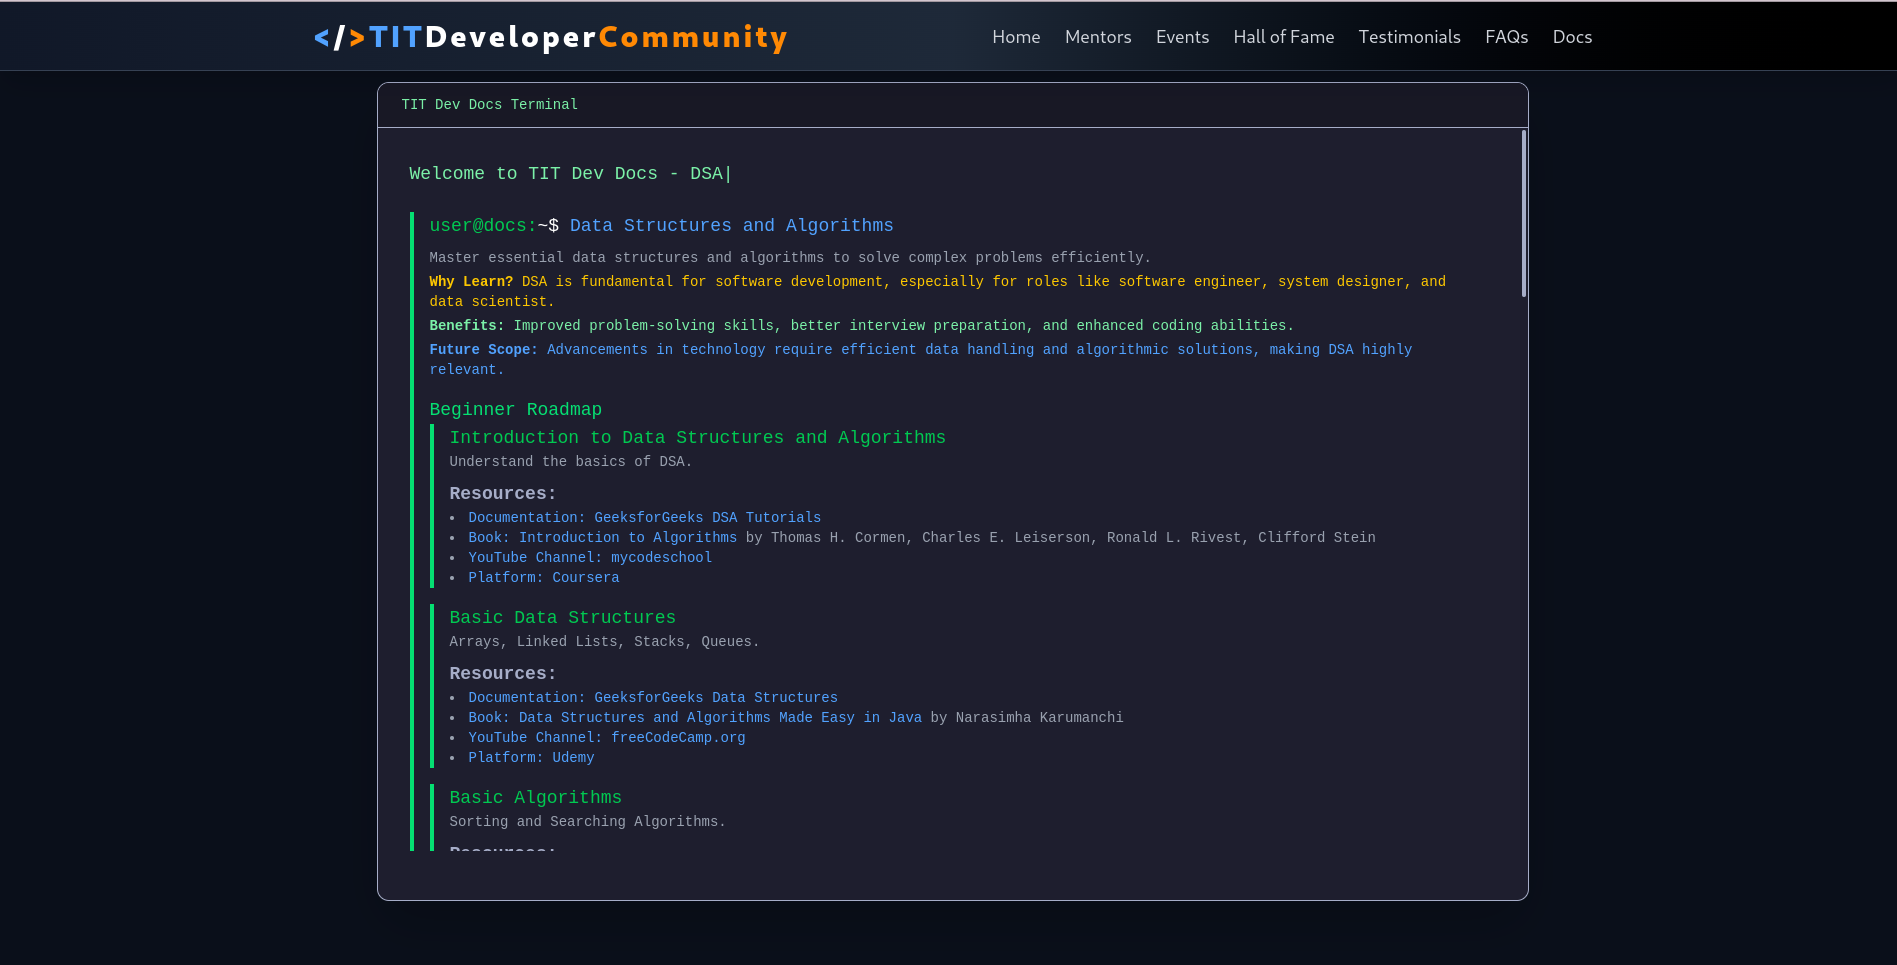 </>TITDeveloperCommunity
Home Mentors Events Hall of Fame Testimonials FAQs Docs
TIT Dev Docs Terminal
Welcome to TIT Dev Docs - DSA|
user@docs:~$ Data Structures and Algorithms
Master essential data structures and algorithms to solve complex problems efficiently.
Why Learn? DSA is fundamental for software development, especially for roles like software engineer, system designer, and
data scientist.
Benefits: Improved problem-solving skills, better interview preparation, and enhanced coding abilities.
Future Scope: Advancements in technology require efficient data handling and algorithmic solutions, making DSA highly
relevant.
Beginner Roadmap
Introduction to Data Structures and Algorithms
Understand the basics of DSA.
Resources:
• Documentation: GeeksforGeeks DSA Tutorials
• Book: Introduction to Algorithms by Thomas H. Cormen, Charles E. Leiserson, Ronald L. Rivest, Clifford Stein
• YouTube Channel: mycodeschool
• Platform: Coursera
Basic Data Structures
Arrays, Linked Lists, Stacks, Queues.
Resources:
• Documentation: GeeksforGeeks Data Structures
• Book: Data Structures and Algorithms Made Easy in Java by Narasimha Karumanchi
• YouTube Channel: freeCodeCamp.org
• Platform: Udemy
Basic Algorithms
Sorting and Searching Algorithms.
Resources: